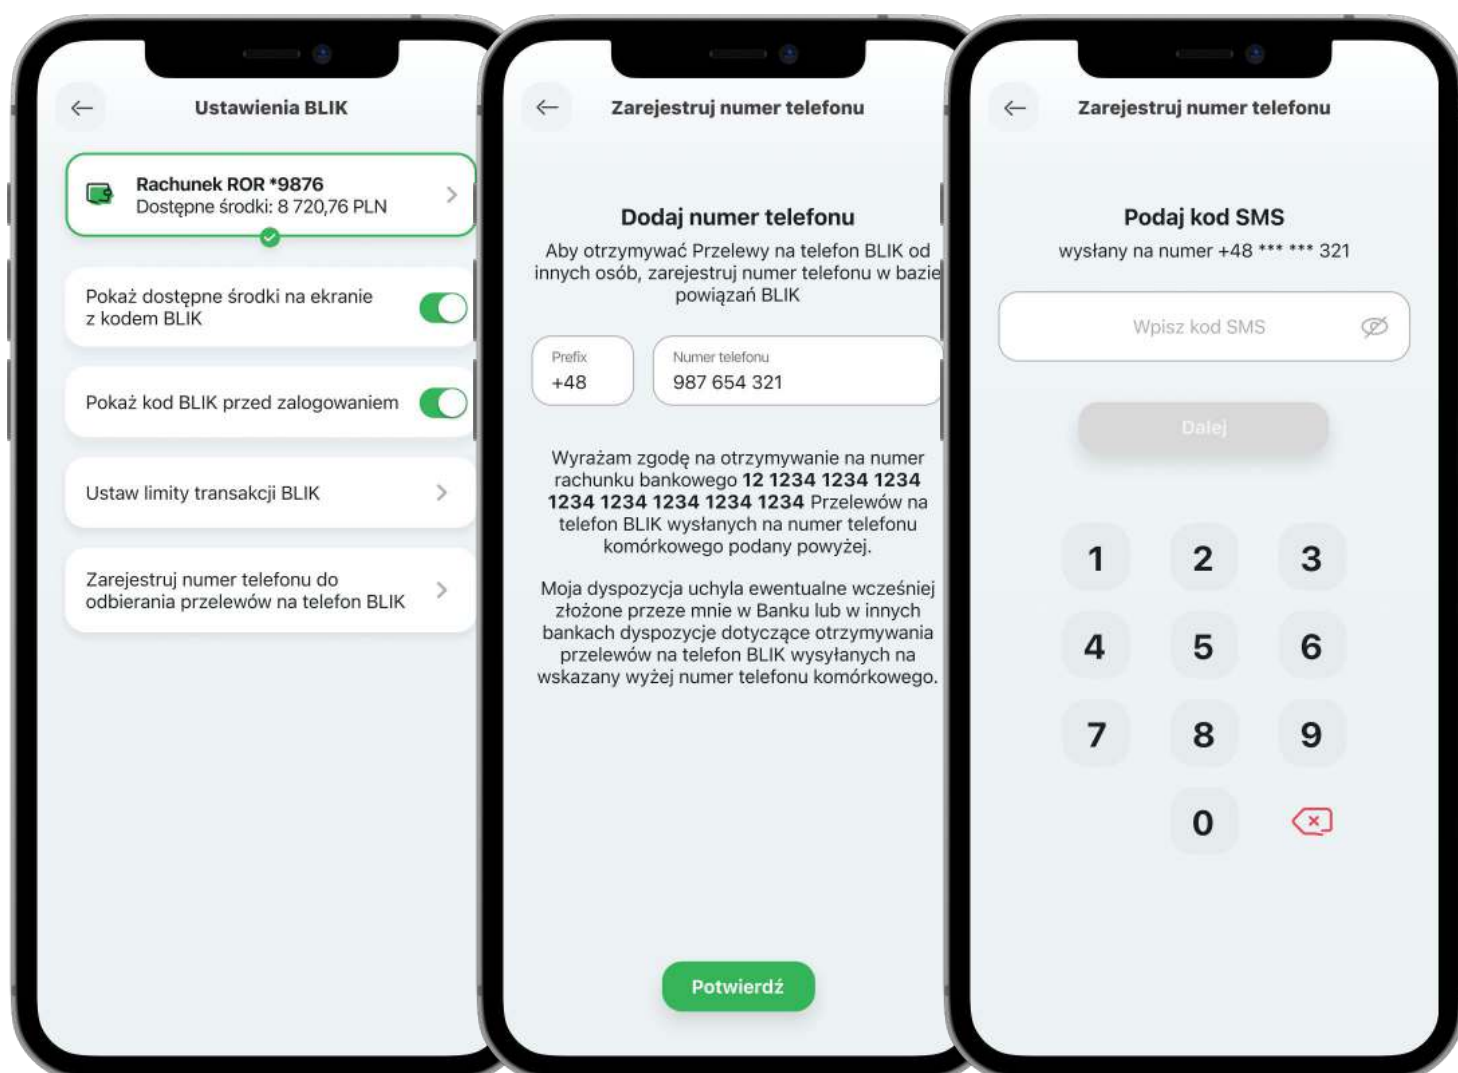 Ustawienia BLIK
Rachunek ROR *9876
Dostępne środki: 8 720,76 PLN
Pokaż dostępne środki na ekranie
z kodem BLIK
Pokaż kod BLIK przed zalogowaniem
Ustaw limity transakcji BLIK
Zarejestruj numer telefonu do
odbierania przelewów na telefon BLIK
Zarejestruj numer telefonu
Dodaj numer telefonu
Aby otrzymywać Przelewy na telefon BLIK od
innych osób, zarejestruj numer telefonu w bazie
powiązań BLIK
Prefix
+48
Numer telefonu
987 654 321
Wyrażam zgodę na otrzymywanie na numer
rachunku bankowego 12 1234 1234 1234
1234 1234 1234 1234 1234 Przelewów na
telefon BLIK wysłanych na numer telefonu
komórkowego podany powyżej.
Moja dyspozycja uchyla ewentualne wcześniej
złożone przeze mnie w Banku lub w innych
bankach dyspozycje dotyczące otrzymywania
przelewów na telefon BLIK wysyłanych na
wskazany wyżej numer telefonu komórkowego.
Potwierdź
Zarejestruj numer telefonu
Podaj kod SMS
wysłany na numer +48 *** *** 321
Wpisz kod SMS
Dalej
1 2 3
4 5 6
7 8 9
0